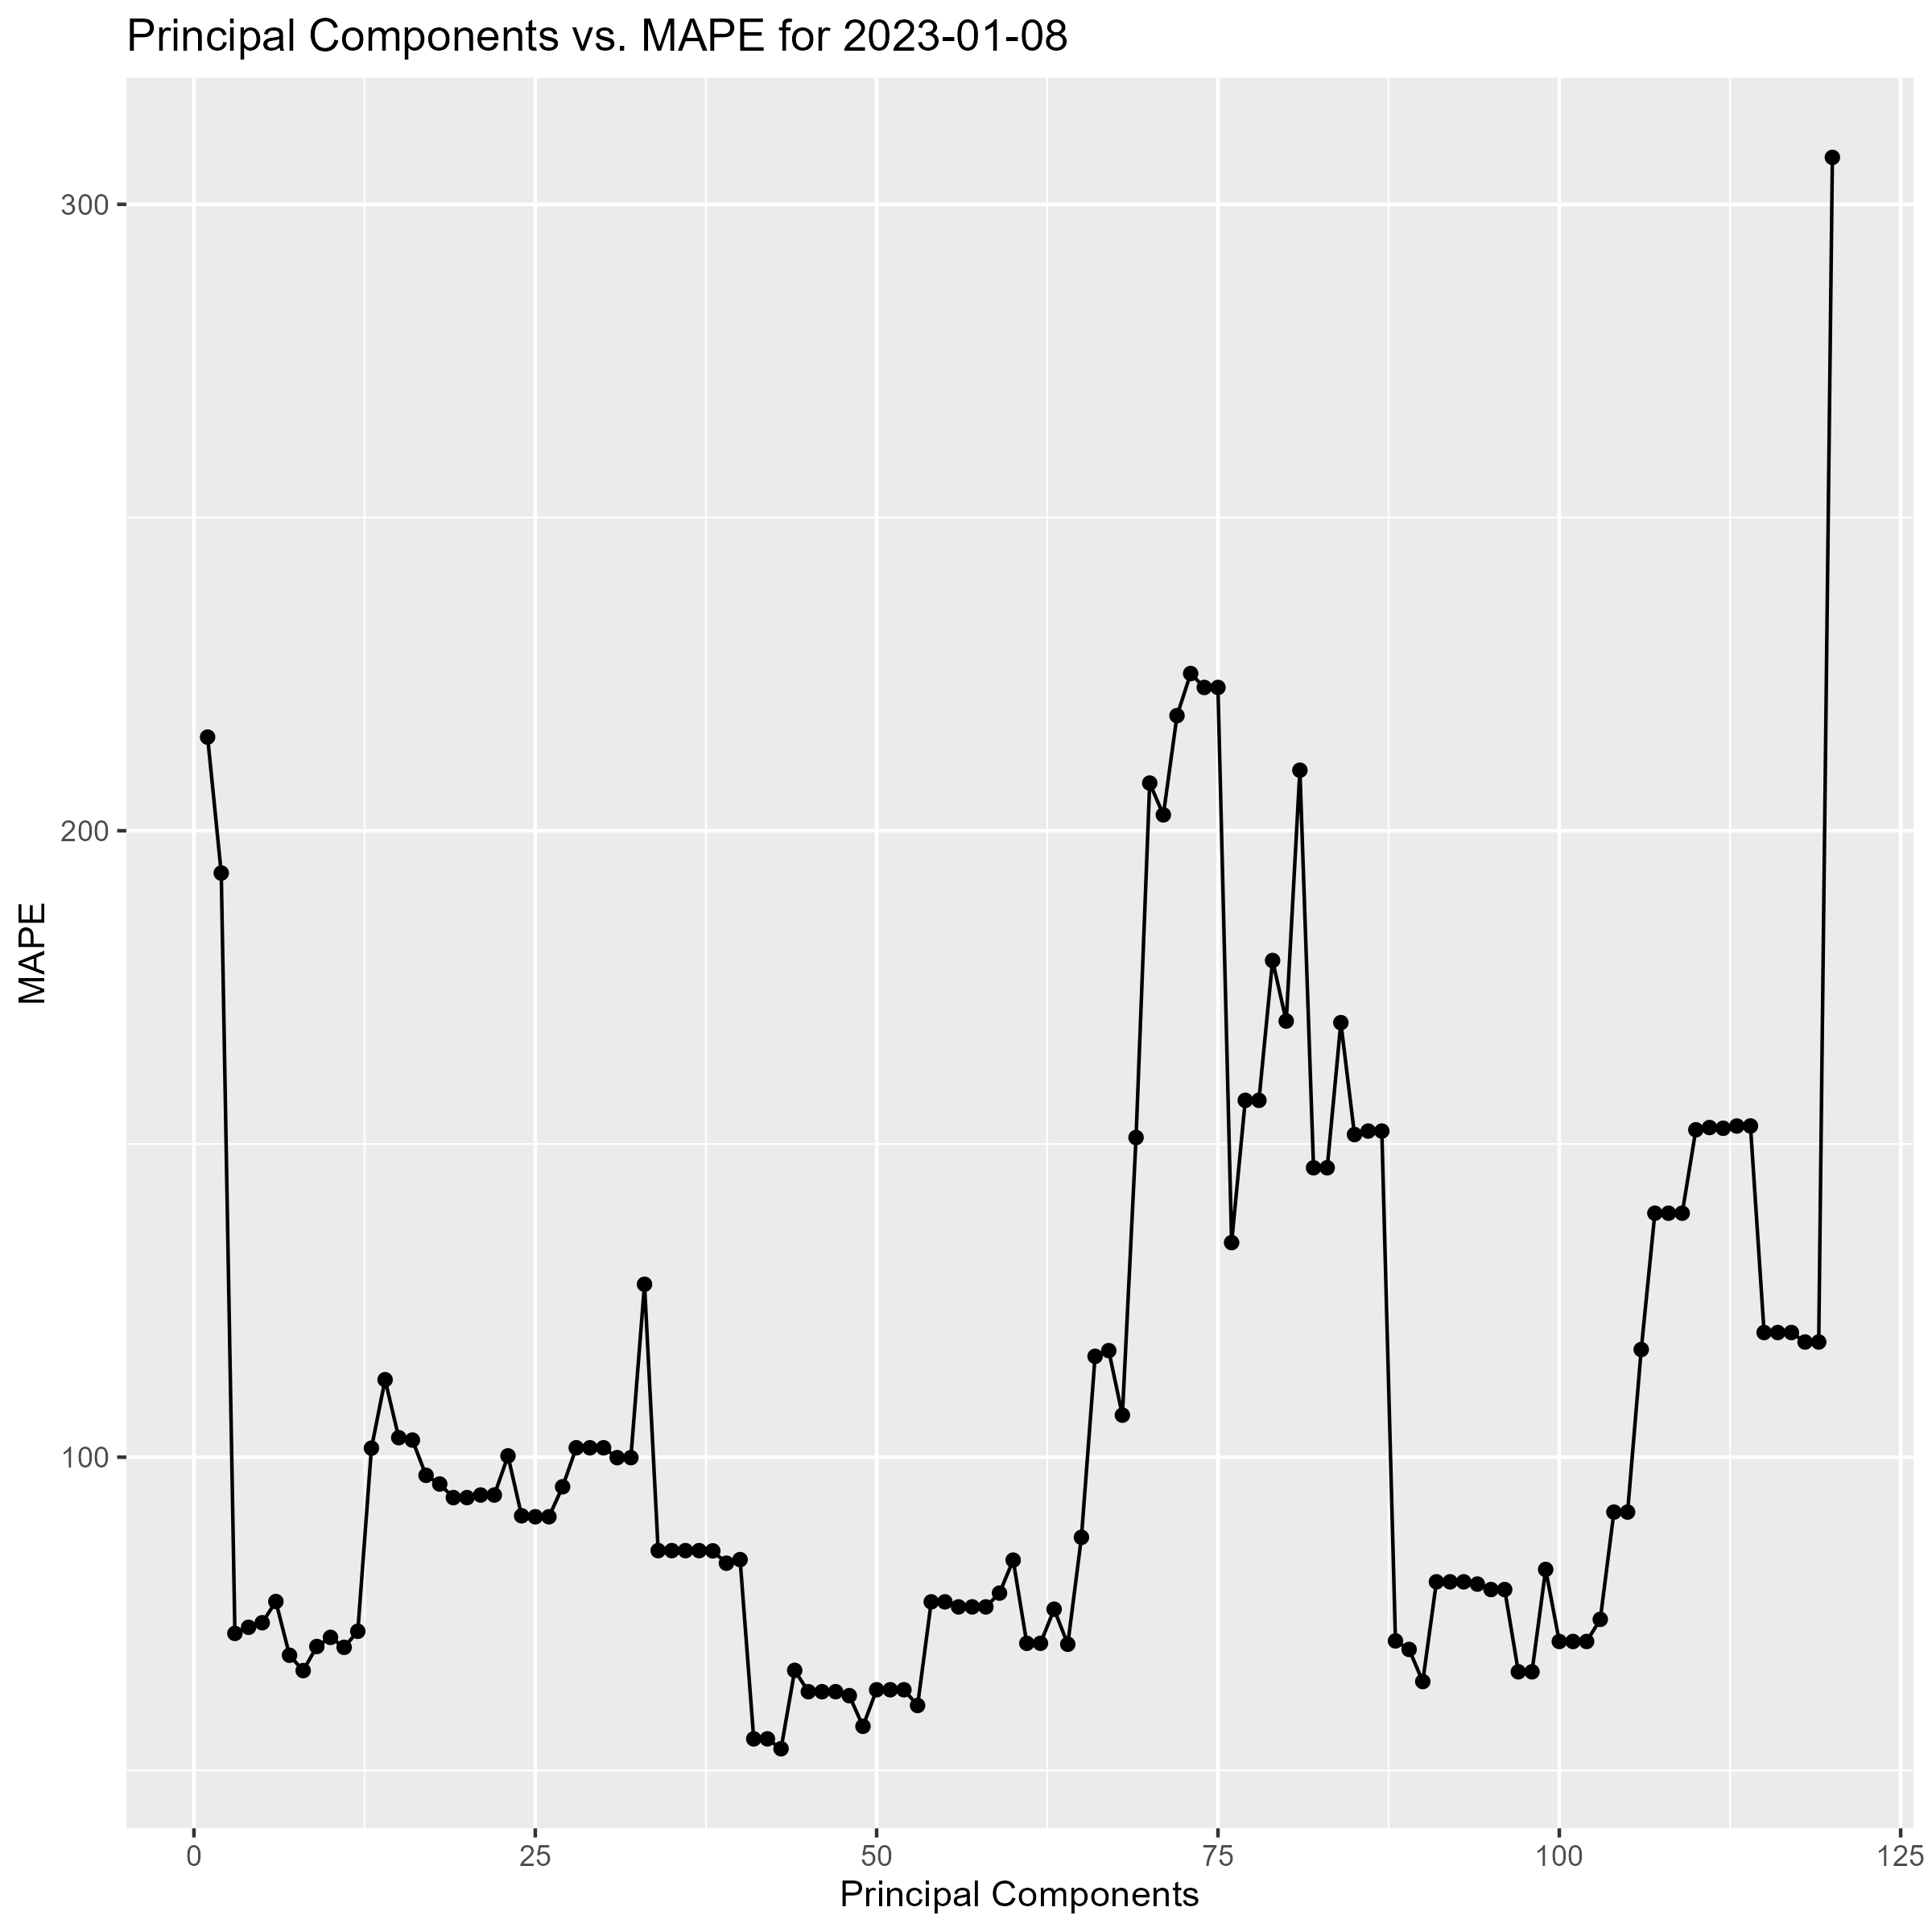 Principal Components vs. MAPE for 2023-01-08
300
200
100
MAPE
0 25 50 75 100 125
Principal Components